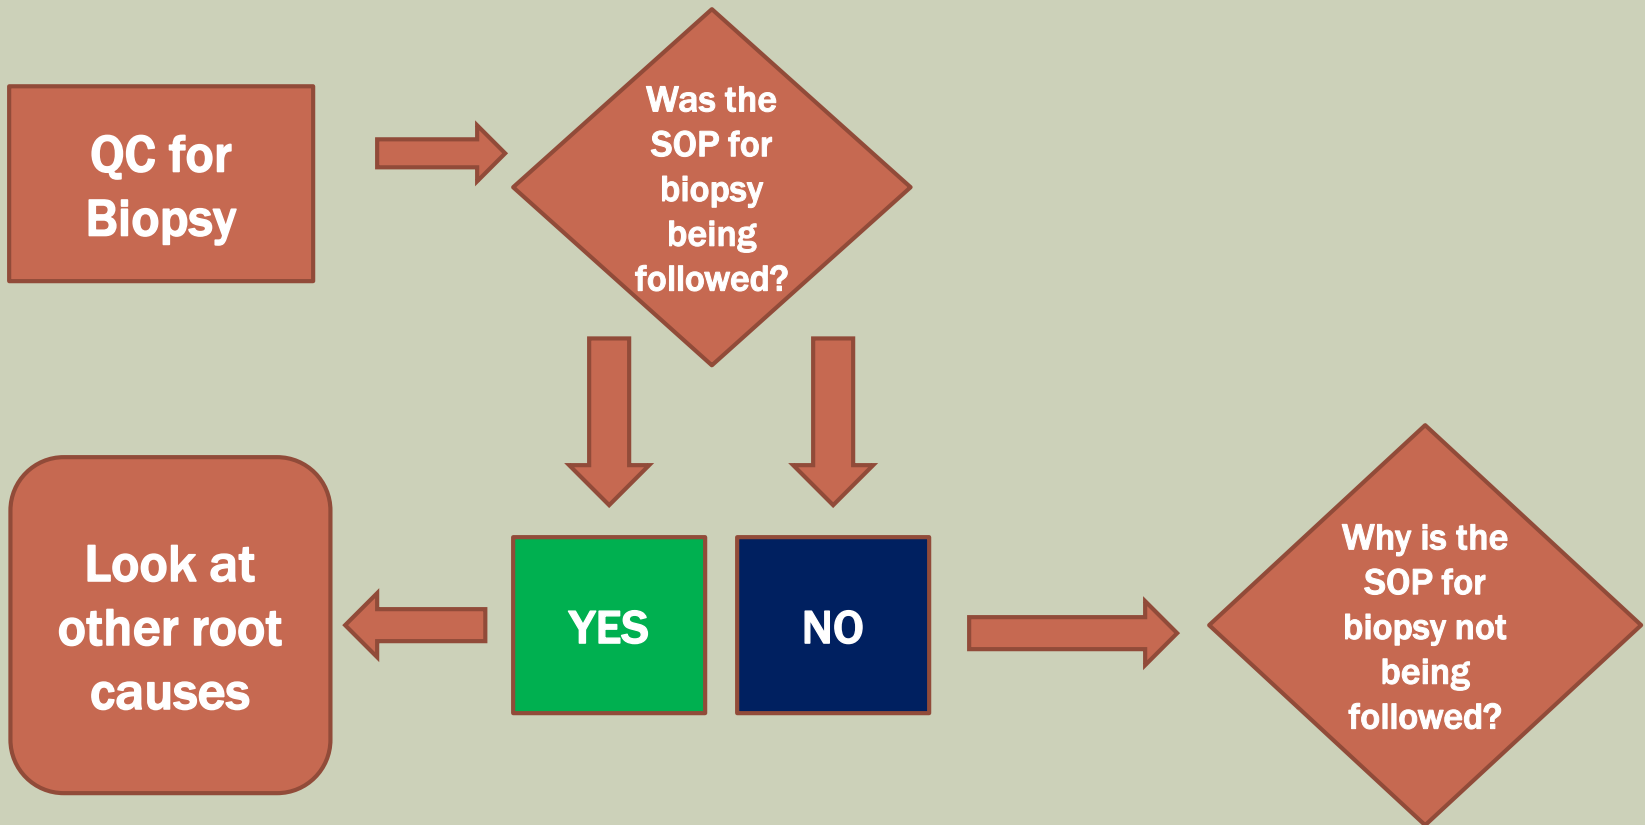 QC for
Biopsy
Was the
SOP for
biopsy
being
followed?
Look at
other root
causes
YES
NO
Why is the
SOP for
biopsy not
being
followed?